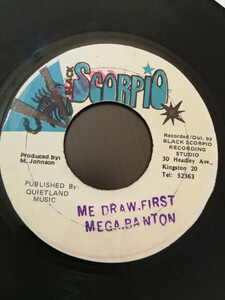 BLACK
SCORPIO
Recorded/Dist. by
BLACK SCORPIO
RECORDING
STUDIO
30 Headley Ave.,
Kingston 20
Tel: 52363
Produced by:
M. Johnson
PUBLISHED BY:
QUIETLAND
MUSIC
ME DRAW.FIRST
MEGA.BANTON